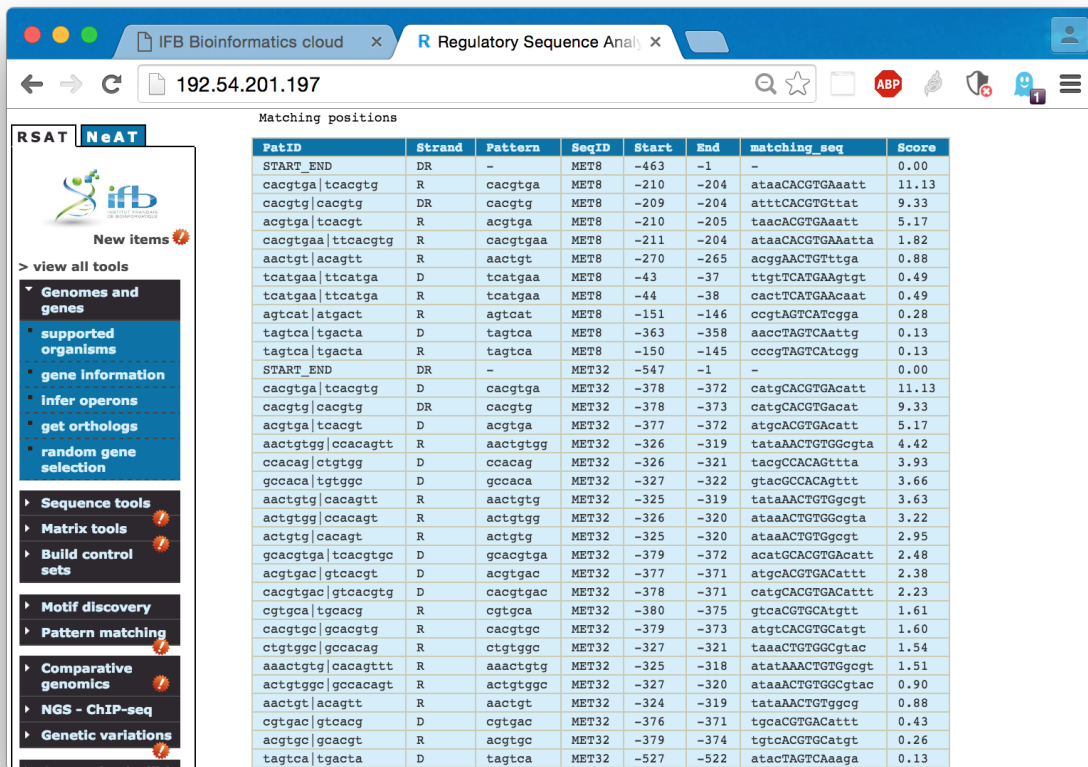 IFB Bioinformatics cloud
R Regulatory Sequence Anal
192.54.201.197
ABP
1
RSAT NeAT
ifb
INSTITUT FRANÇAIS
DE BIOINFORMATIQUE
New items
> view all tools
Genomes and
genes
supported
organisms
gene information
infer operons
get orthologs
random gene
selection
Sequence tools
Matrix tools
Build control
sets
Motif discovery
Pattern matching
Comparative
genomics
NGS - ChIP-seq
Genetic variations
Matching positions
PatID Strand Pattern SeqID Start End matching_seq Score
START_END DR - MET8 -463 -1 - 0.00
cacgtga|tcacgtg R cacgtga MET8 -210 -204 ataaCACGTGAaatt 11.13
cacgtg|cacgtg DR cacgtg MET8 -209 -204 atttCACGTGttat 9.33
acgtga|tcacgt R acgtga MET8 -210 -205 taacACGTGAaatt 5.17
cacgtgaa|ttcacgtg R cacgtgaa MET8 -211 -204 ataaCACGTGAAatta 1.82
aactgt|acagtt R aactgt MET8 -270 -265 acggAACTGTttga 0.88
tcatgaa|ttcatga D tcatgaa MET8 -43 -37 ttgtTCATGAAgtgt 0.49
tcatgaa|ttcatga R tcatgaa MET8 -44 -38 cactTCATGAAcaat 0.49
agtcat|atgact R agtcat MET8 -151 -146 ccgtAGTCATcgga 0.28
tagtca|tgacta D tagtca MET8 -363 -358 aaccTAGTCAattg 0.13
tagtca|tgacta R tagtca MET8 -150 -145 cccgTAGTCAtcgg 0.13
START_END DR - MET32 -547 -1 - 0.00
cacgtga|tcacgtg D cacgtga MET32 -378 -372 catgCACGTGAcatt 11.13
cacgtg|cacgtg DR cacgtg MET32 -378 -373 catgCACGTGacat 9.33
acgtga|tcacgt D acgtga MET32 -377 -372 atgcACGTGAcatt 5.17
aactgtgg|ccacagtt R aactgtgg MET32 -326 -319 tataAACTGTGGcgta 4.42
ccacag|ctgtgg D ccacag MET32 -326 -321 tacgCCACAGttta 3.93
gccaca|tgtggc D gccaca MET32 -327 -322 gtacGCCACAgttt 3.66
aactgtg|cacagtt R aactgtg MET32 -325 -319 tataAACTGTGgcgt 3.63
actgtgg|ccacagt R actgtgg MET32 -326 -320 ataaACTGTGGcgta 3.22
actgtg|cacagt R actgtg MET32 -325 -320 ataaACTGTGgcgt 2.95
gcacgtga|tcacgtgc D gcacgtga MET32 -379 -372 acatGCACGTGAcatt 2.48
acgtgac|gtcacgt D acgtgac MET32 -377 -371 atgcACGTGACattt 2.38
cacgtgac|gtcacgtg D cacgtgac MET32 -378 -371 catgCACGTGACattt 2.23
cgtgca|tgcacg R cgtgca MET32 -380 -375 gtcaCGTGCAtgtt 1.61
cacgtgc|gcacgtg R cacgtgc MET32 -379 -373 atgtCACGTGCatgt 1.60
ctgtggc|gccacag R ctgtggc MET32 -327 -321 taaaCTGTGGCgtac 1.54
aaactgtg|cacagttt R aaactgtg MET32 -325 -318 atatAAACTGTGgcgt 1.51
actgtggc|gccacagt R actgtggc MET32 -327 -320 ataaACTGTGGCgtac 0.90
aactgt|acagtt R aactgt MET32 -324 -319 tataAACTGTggcg 0.88
cgtgac|gtcacg D cgtgac MET32 -376 -371 tgcaCGTGACattt 0.43
acgtgc|gcacgt R acgtgc MET32 -379 -374 tgtcACGTGCatgt 0.26
tagtca|tgacta D tagtca MET32 -527 -522 atacTAGTCAaaga 0.13